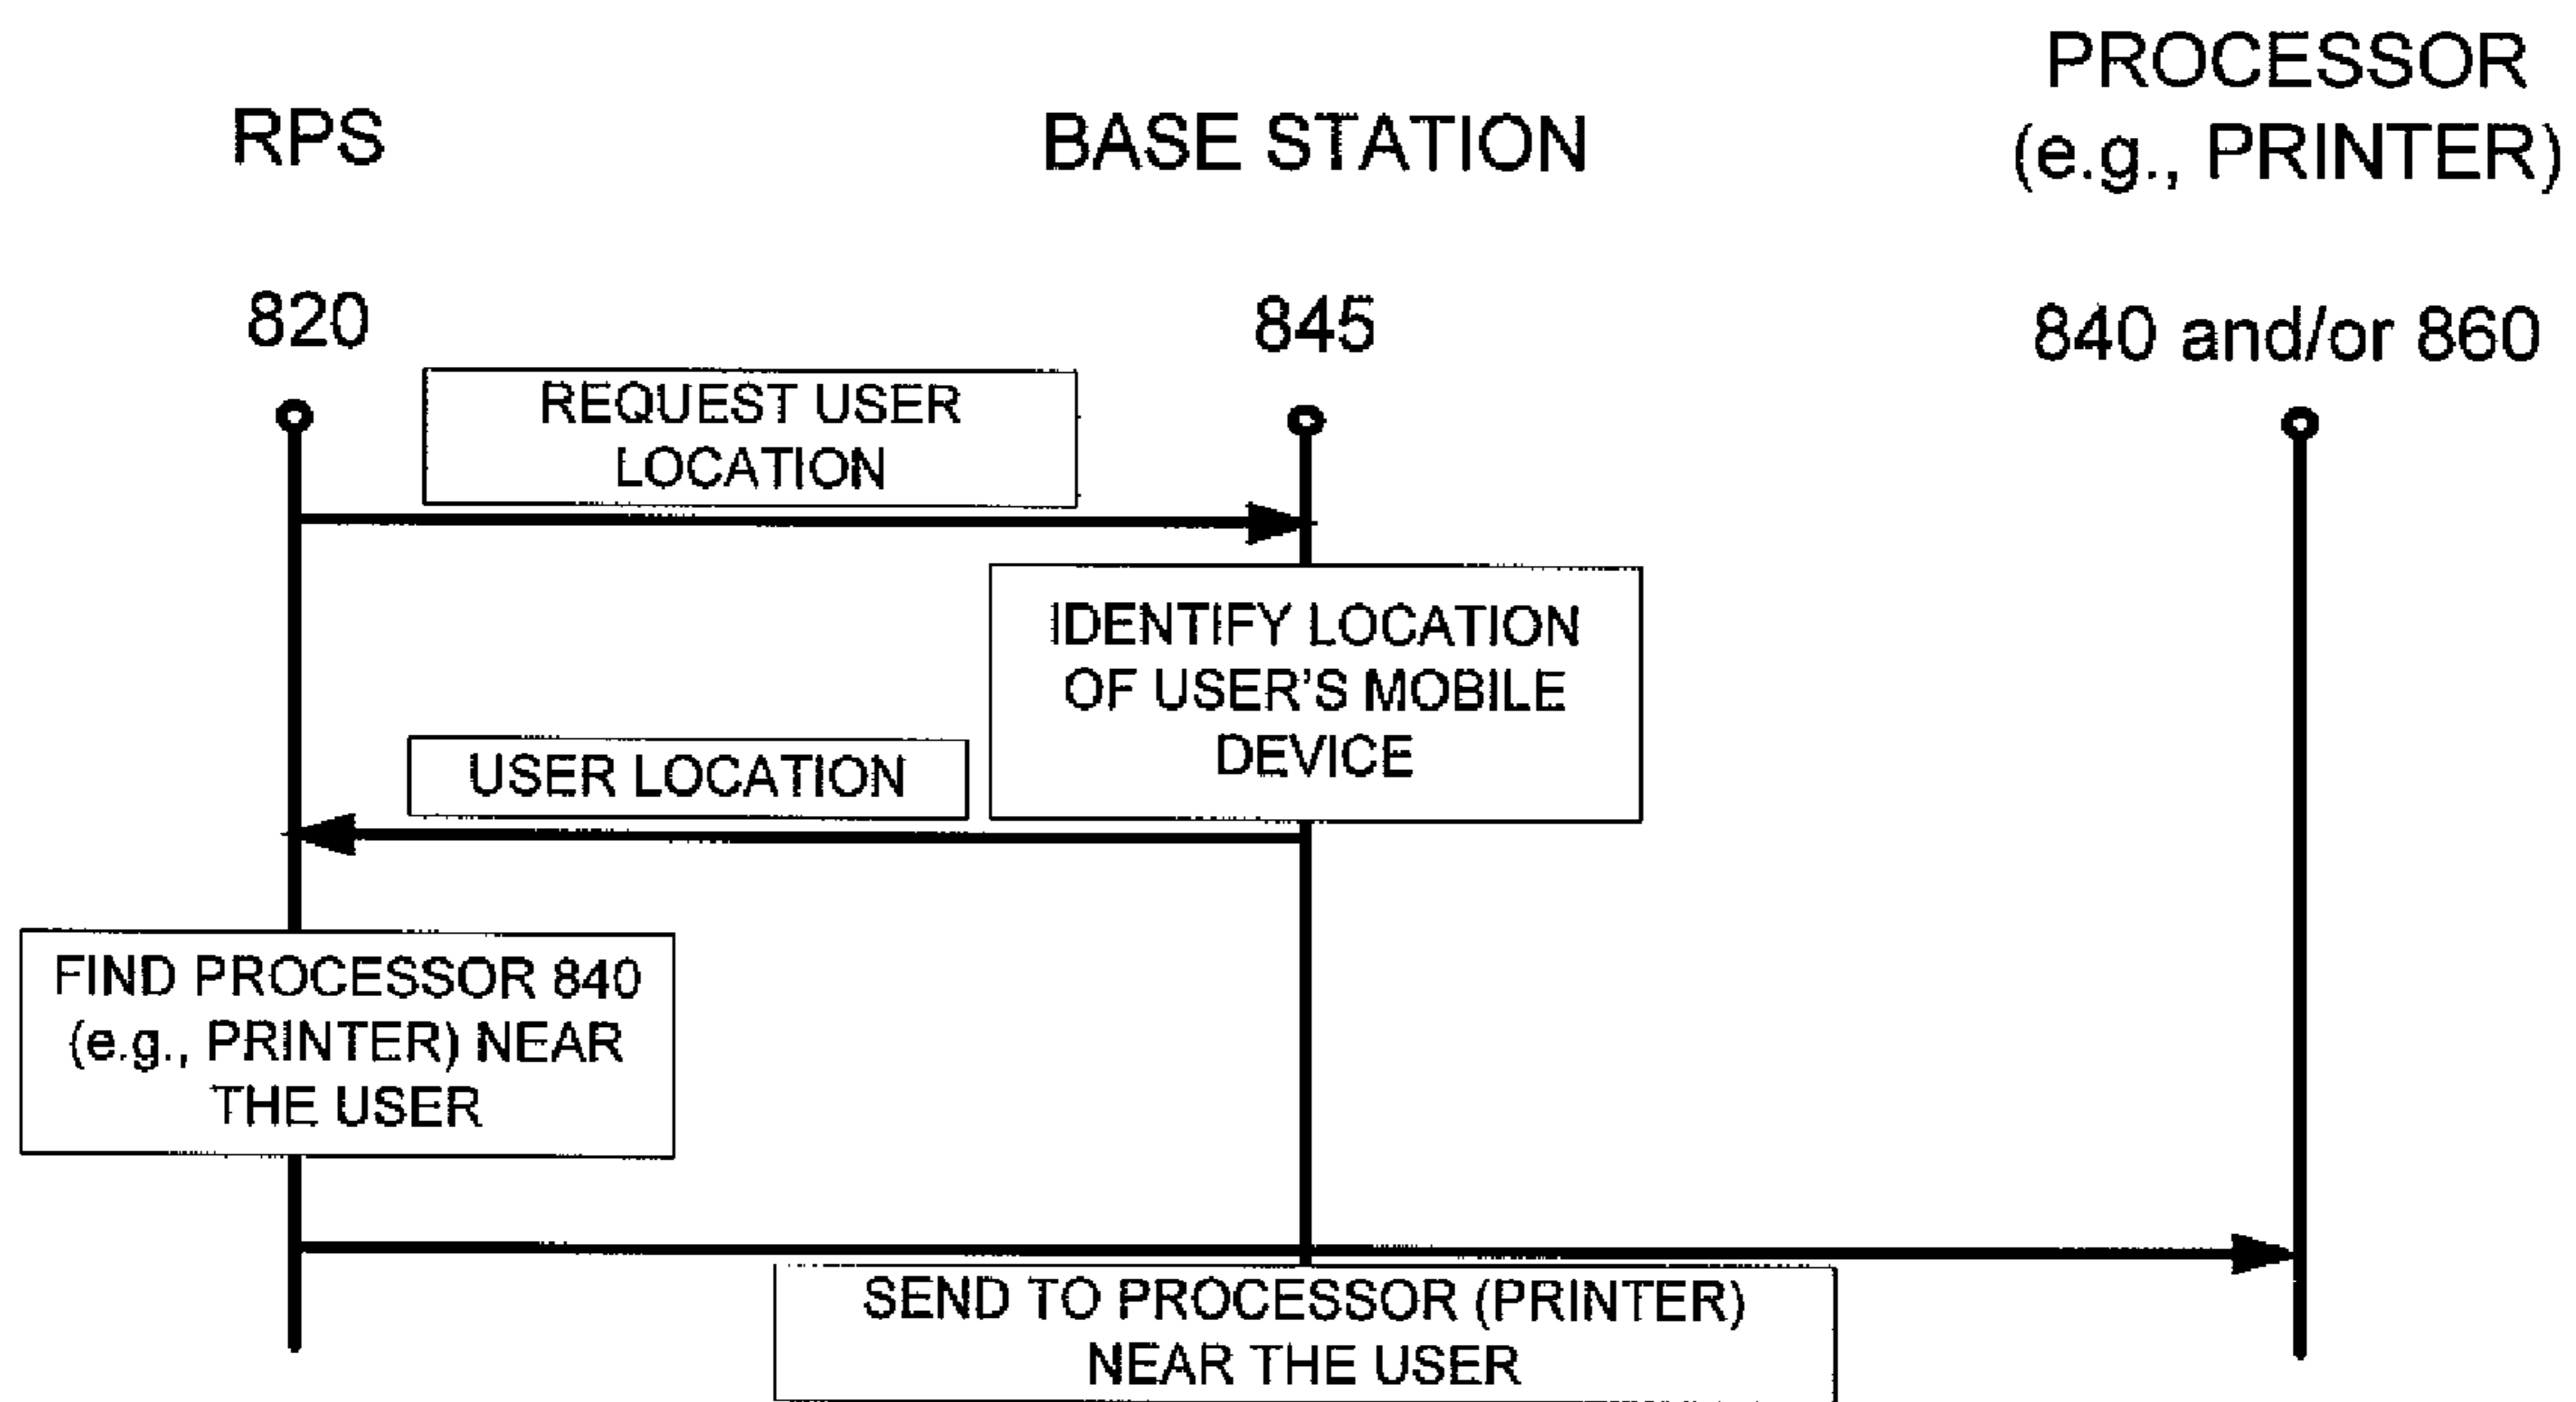 RPS
BASE STATION
PROCESSOR
(e.g., PRINTER)
820
845
840 and/or 860
REQUEST USER
LOCATION
IDENTIFY LOCATION
OF USER'S MOBILE
DEVICE
USER LOCATION
FIND PROCESSOR 840
(e.g., PRINTER) NEAR
THE USER
SEND TO PROCESSOR (PRINTER)
NEAR THE USER